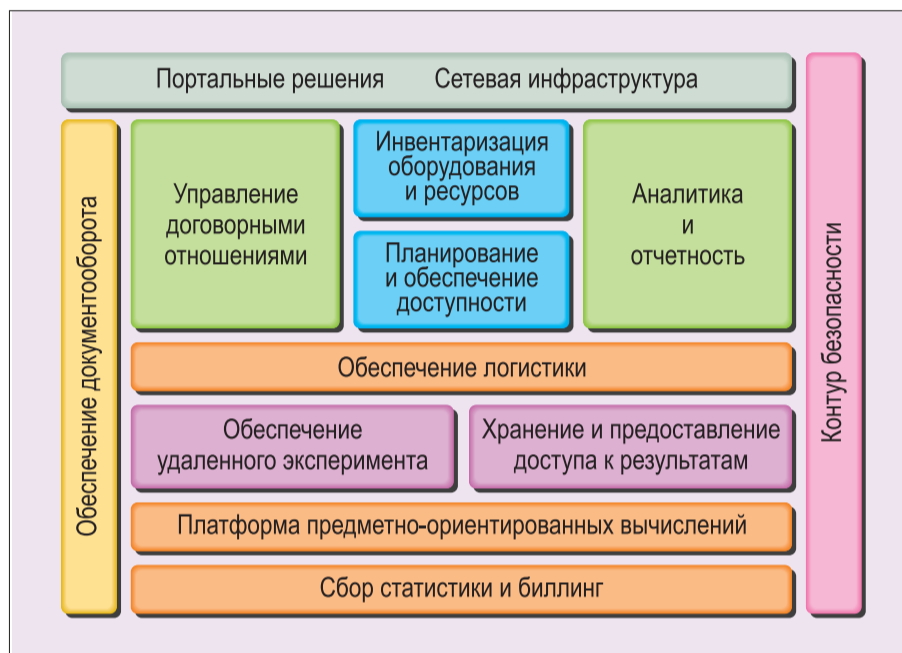 Портальные решения Сетевая инфраструктура
Обеспечение документооборота
Управление
договорными
отношениями
Инвентаризация
оборудования
и ресурсов
Планирование
и обеспечение
доступности
Аналитика
и
отчетность
Обеспечение логистики
Обеспечение
удаленного эксперимента
Хранение и предоставление
доступа к результатам
Платформа предметно-ориентированных вычислений
Сбор статистики и биллинг
Контур безопасности